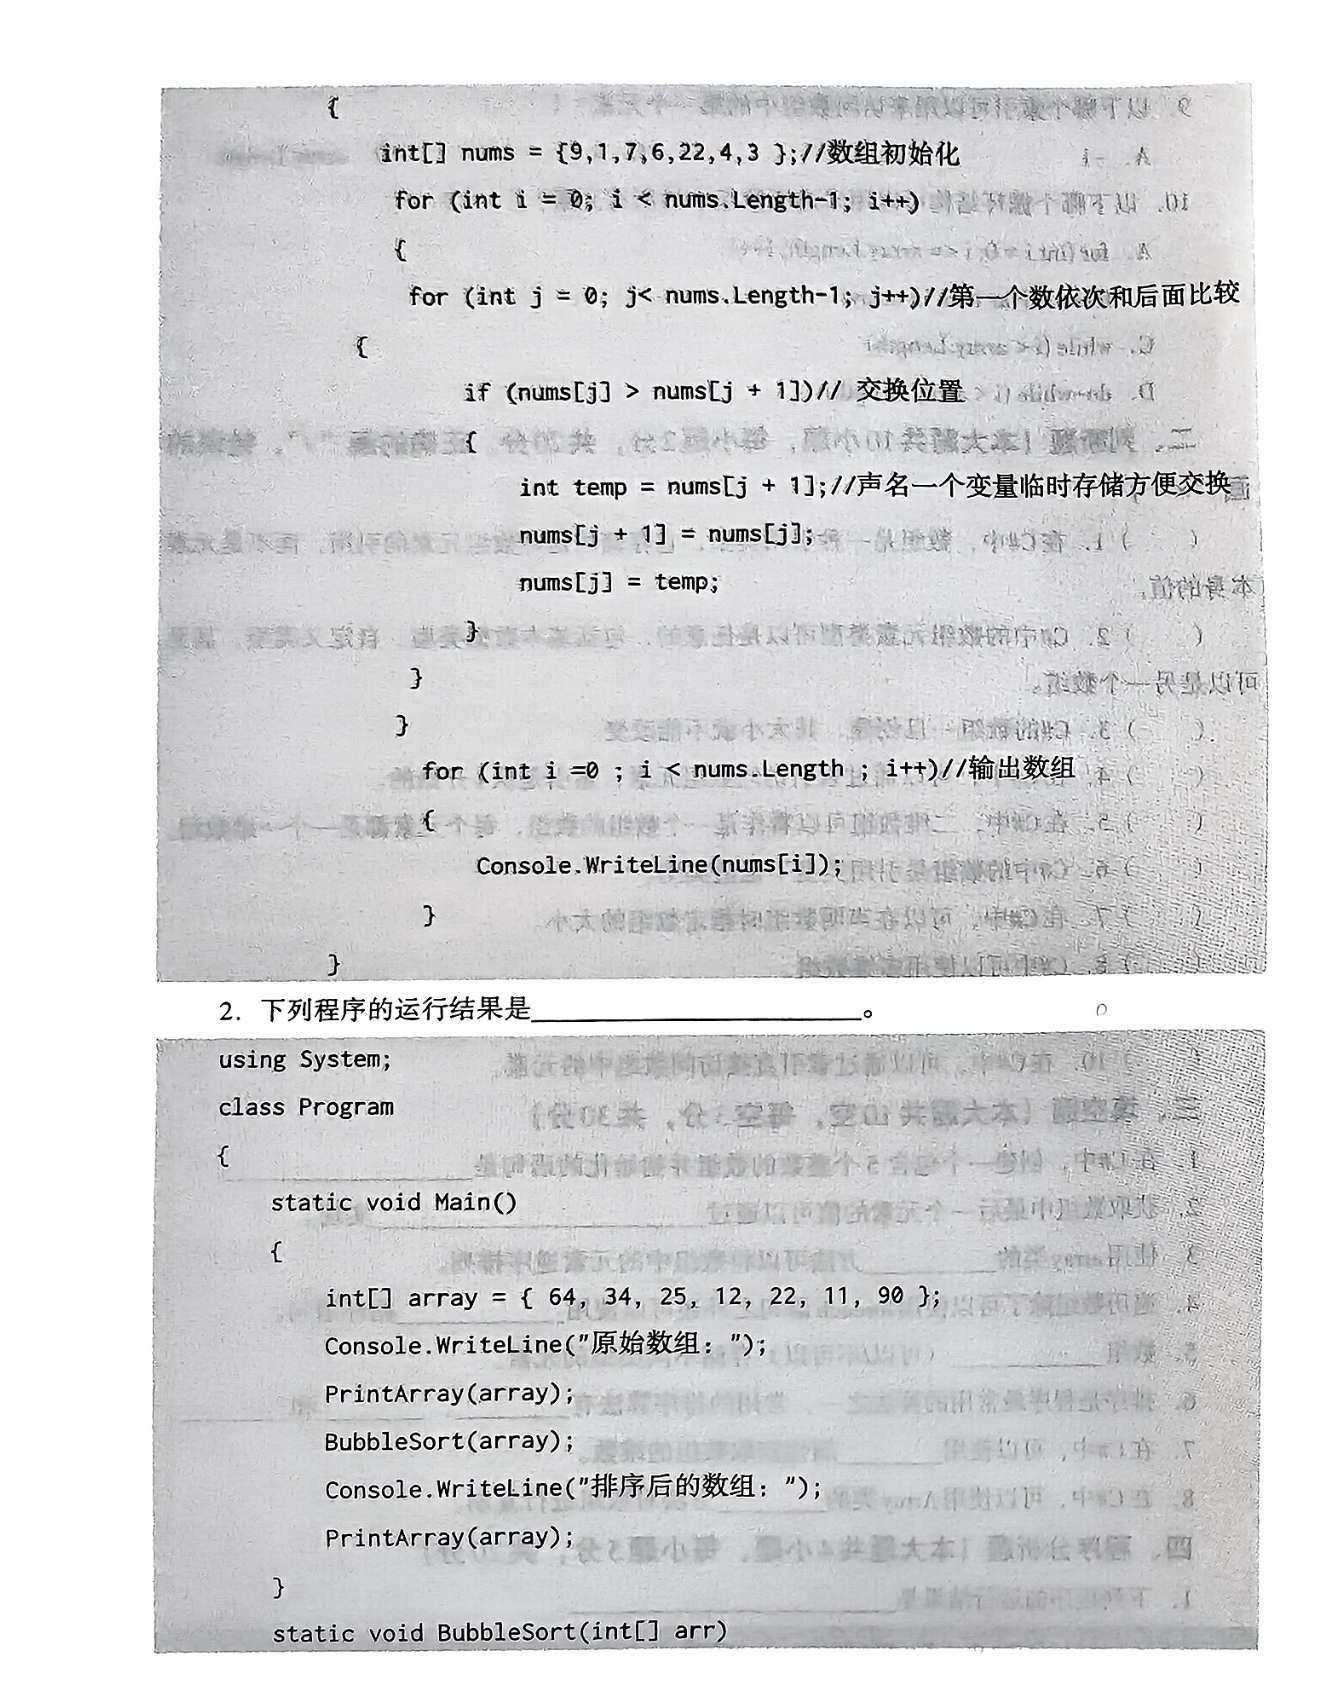 {
int[] nums = {9,1,7,6,22,4,3 };//数组初始化
for (int i = 0; i < nums.Length-1; i++)
{
for (int j = 0; j< nums.Length-1; j++)//第一个数依次和后面比较
{
if (nums[j] > nums[j + 1])// 交换位置
{
int temp = nums[j + 1];//声名一个变量临时存储方便交换
nums[j + 1] = nums[j];
nums[j] = temp;
}
}
}
for (int i =0 ; i < nums.Length ; i++)//输出数组
{
Console.WriteLine(nums[i]);
}
}
2. 下列程序的运行结果是____________________。
using System;
class Program
{
static void Main()
{
int[] array = { 64, 34, 25, 12, 22, 11, 90 };
Console.WriteLine("原始数组：");
PrintArray(array);
BubbleSort(array);
Console.WriteLine("排序后的数组：");
PrintArray(array);
}
static void BubbleSort(int[] arr)